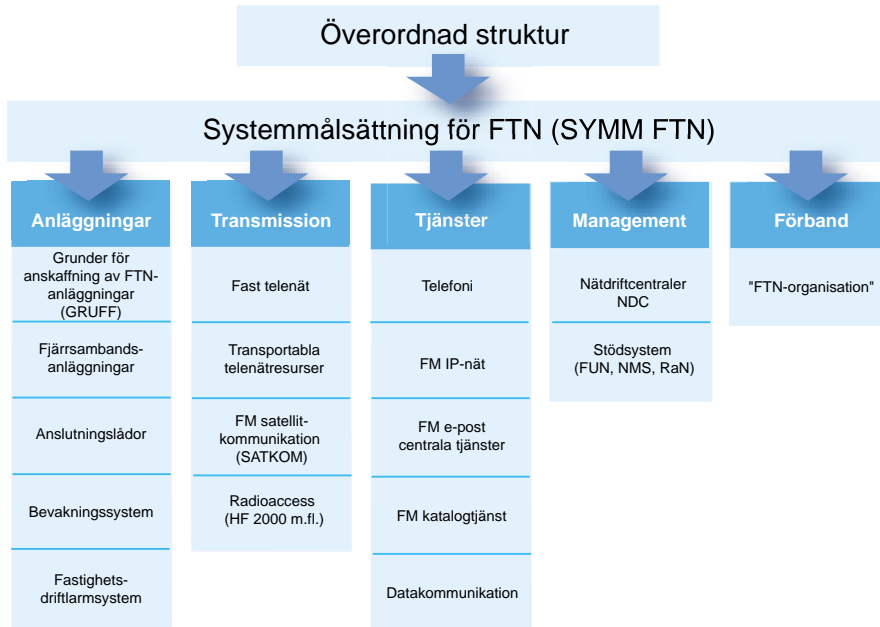 Överordnad struktur
Systemmålsättning för FTN (SYMM FTN)
Anläggningar
Grunder för
anskaffning av FTN-
anläggningar
(GRUFF)
Fjärrsambands-
anläggningar
Anslutningslådor
Bevakningssystem
Fastighets-
driftlarmsystem
Transmission
Fast telenät
Transportabla
telenätresurser
FM satellit-
kommunikation
(SATKOM)
Radioaccess
(HF 2000 m.fl.)
Tjänster
Telefoni
FM IP-nät
FM e-post
centrala tjänster
FM katalogtjänst
Datakommunikation
Management
Nätdriftcentraler
NDC
Stödsystem
(FUN, NMS, RaN)
Förband
"FTN-organisation"